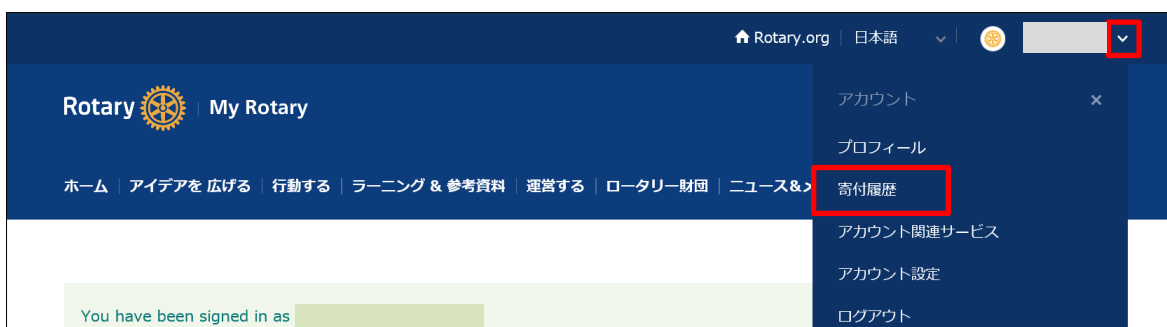 Rotary.org 日本語
Rotary My Rotary
ホーム アイデアを 広げる 行動する ラーニング & 参考資料 運営する ロータリー財団 ニュース&
アカウント ×
プロフィール
寄付履歴
アカウント関連サービス
アカウント設定
ログアウト
You have been signed in as